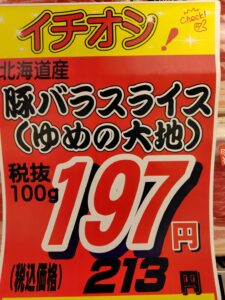 イチオシ!
Check!
北海道産
豚バラスライス
(ゆめの大地)
税抜
100g
197円
(税込価格) 213円